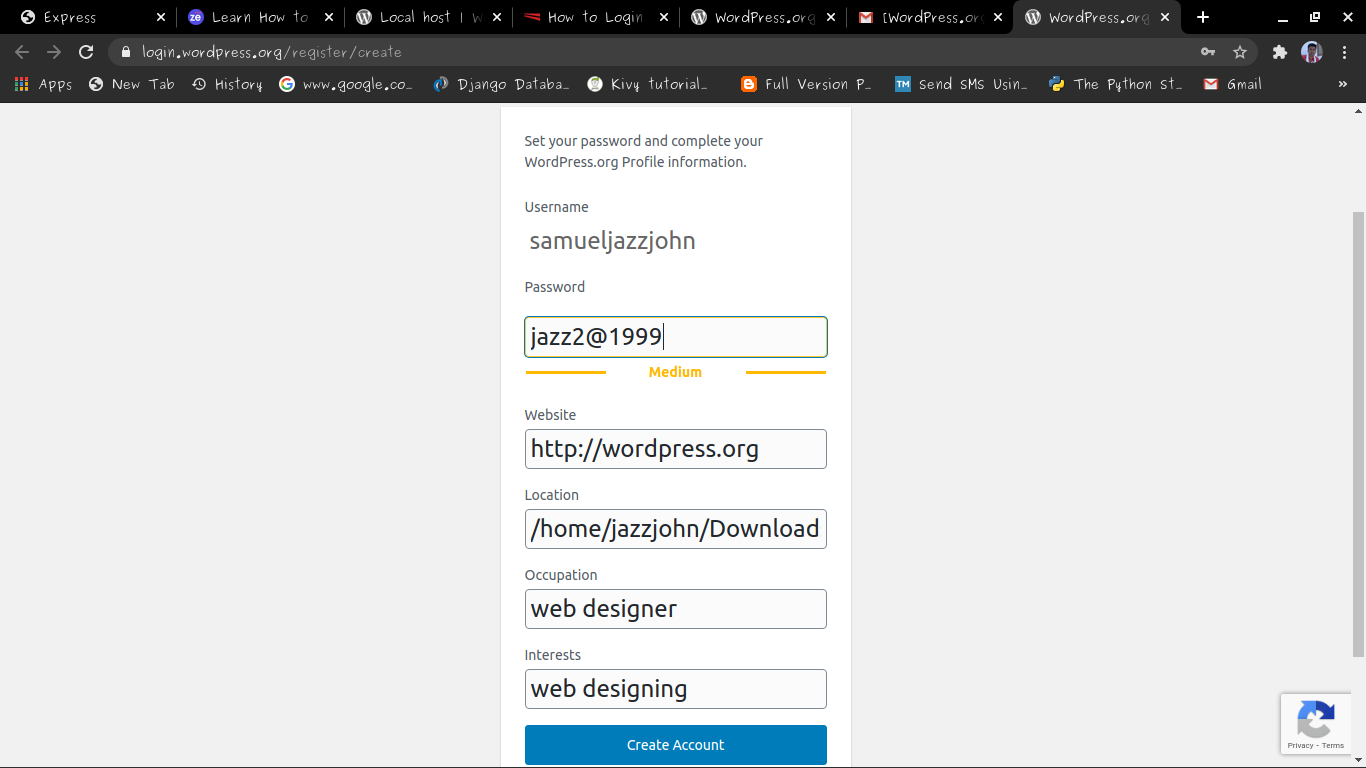 Express
Learn How to
Local host | W
How to Login
WordPress.org
[WordPress.or
WordPress.org
login.wordpress.org/register/create
Apps
New Tab
History
www.google.co...
Django Databa...
Kivy tutorial...
Full Version P...
Send SMS Usin...
The Python St...
Gmail
»
Set your password and complete your
WordPress.org Profile information.
Username
samueljazzjohn
Password
jazz2@1999
Medium
Website
http://wordpress.org
Location
/home/jazzjohn/Download
Occupation
web designer
Interests
web designing
Create Account
Privacy - Terms